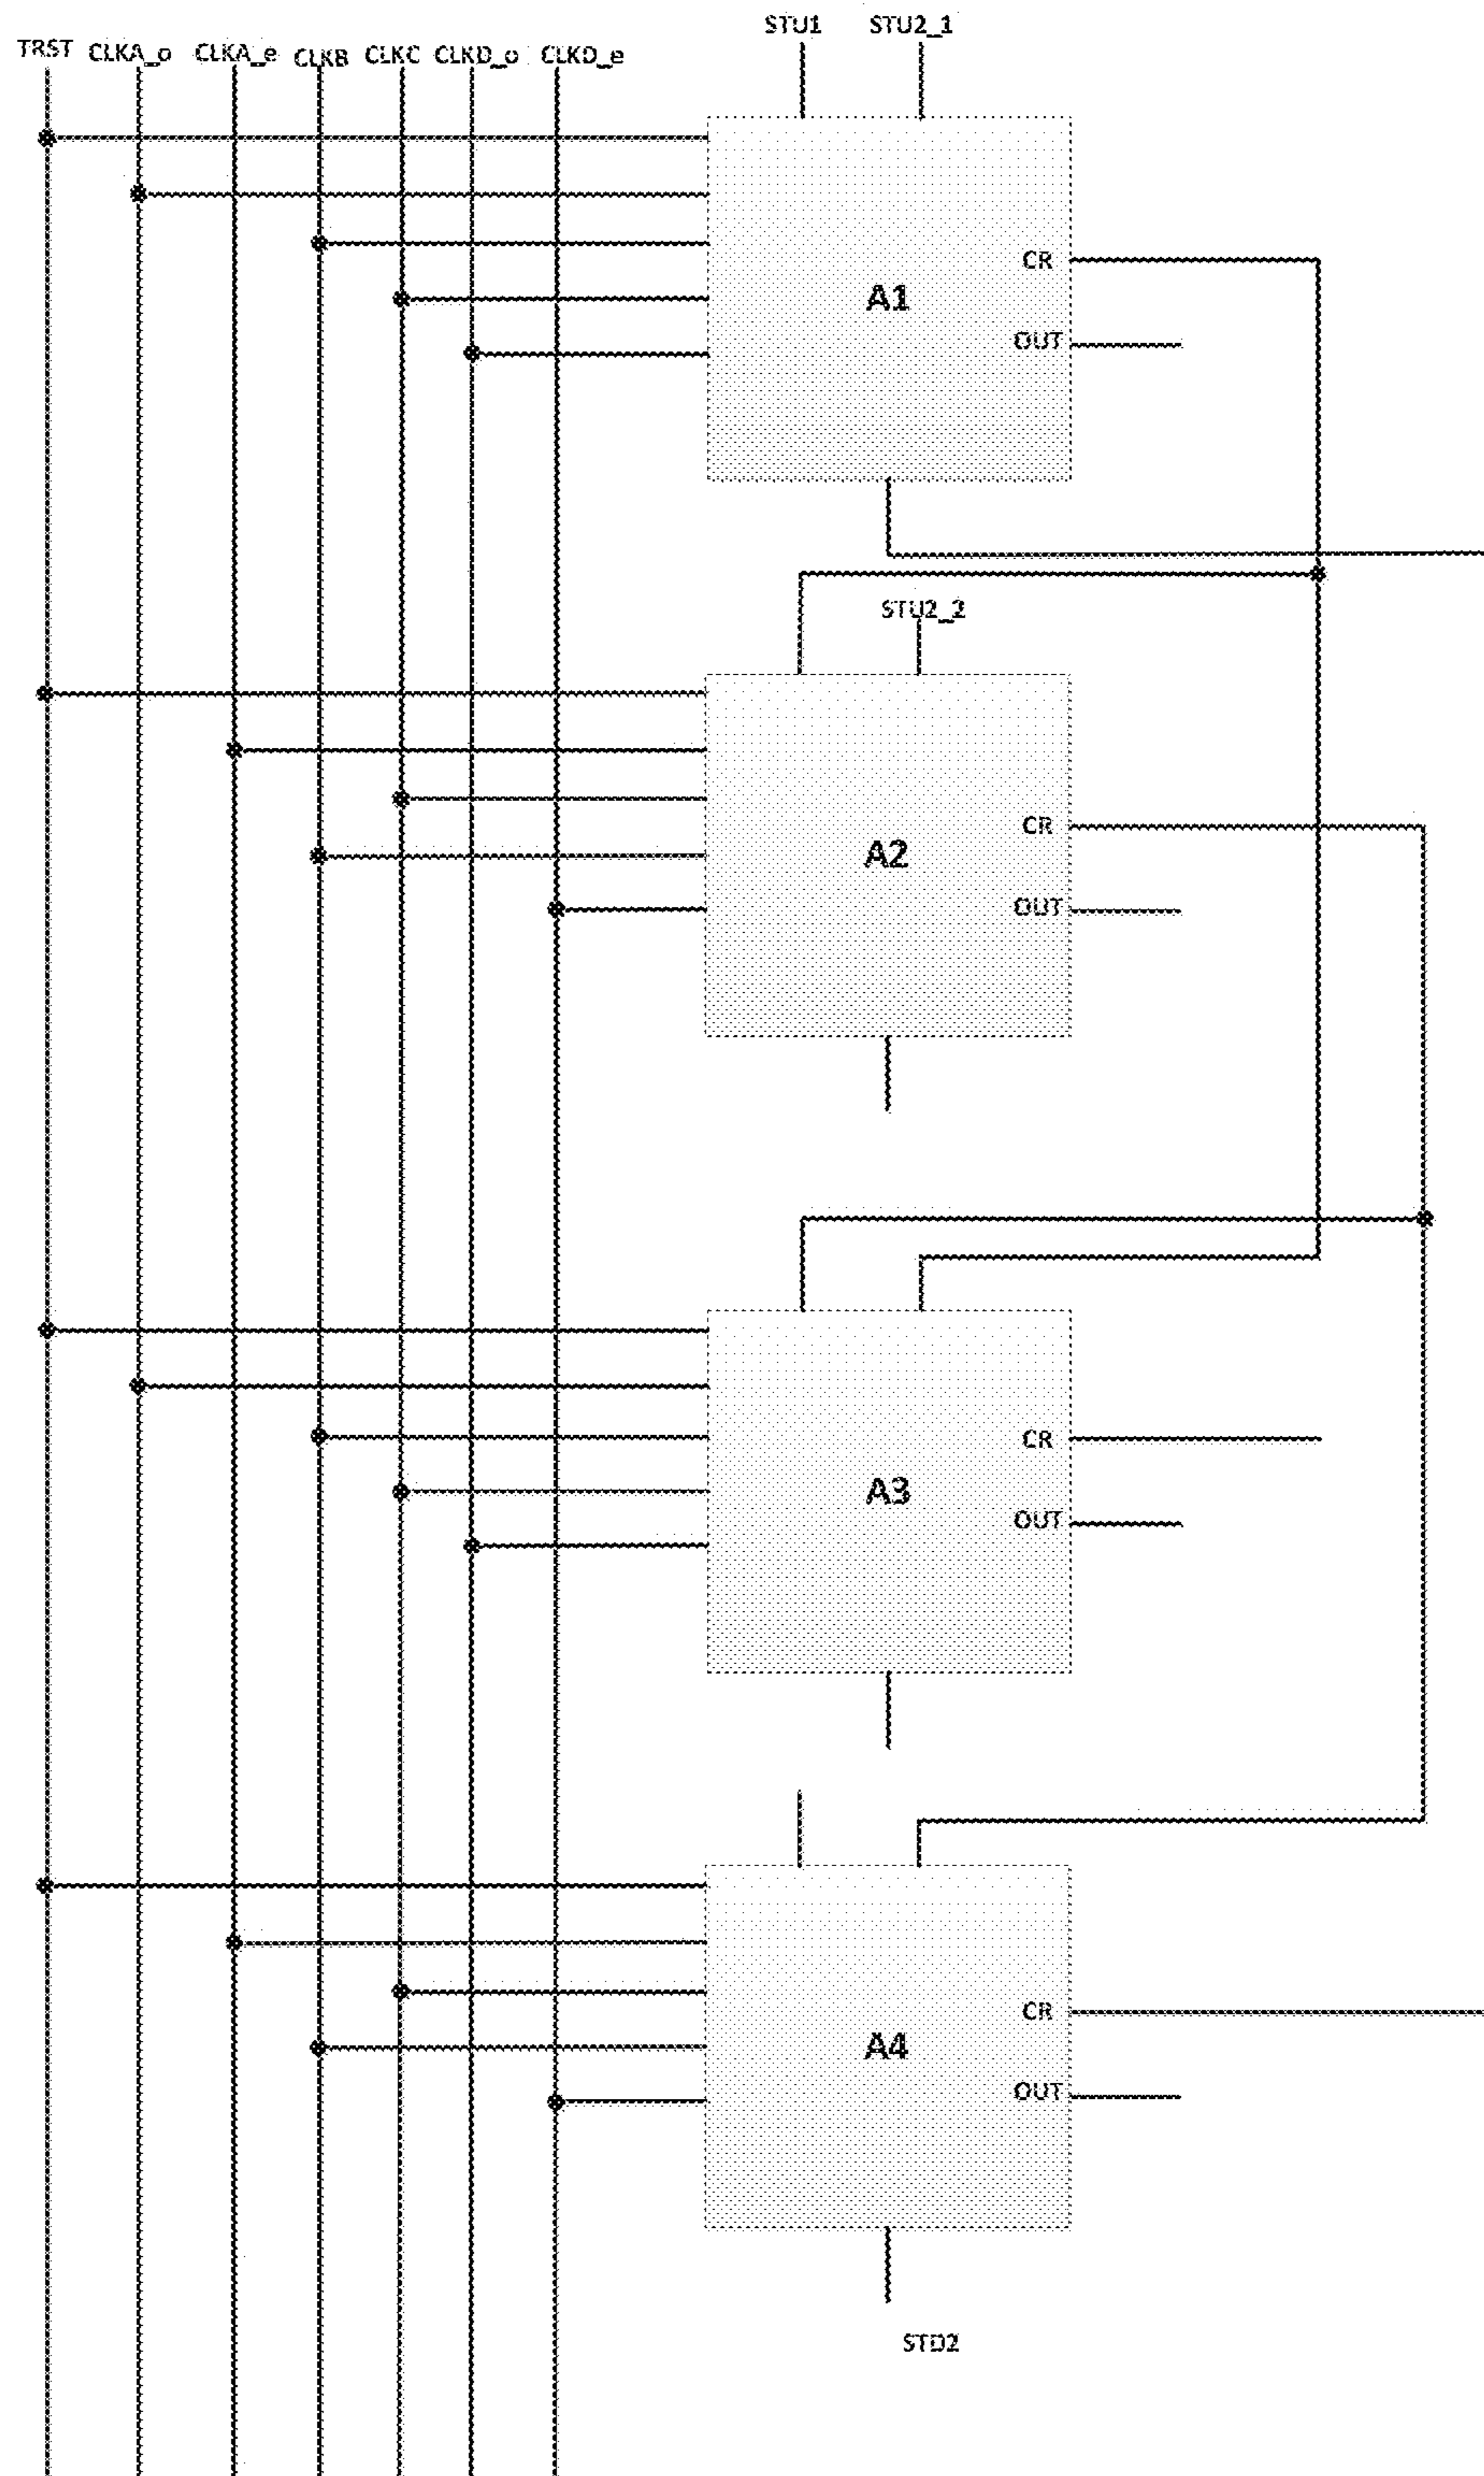 TRST CLKA_o CLKA_e CLKB CLKC CLKD_o CLKD_e
STU1 STU2_1
CR
A1
OUT
STU2_2
CR
A2
OUT
CR
A3
OUT
CR
A4
OUT
STD2